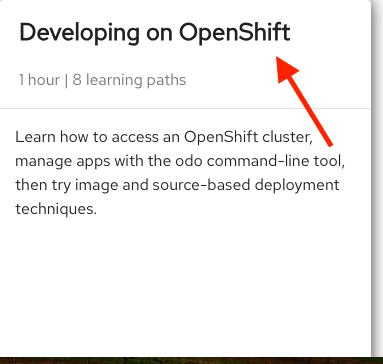 Developing on OpenShift
1 hour | 8 learning paths
Learn how to access an OpenShift cluster,
manage apps with the odo command-line tool,
then try image and source-based deployment
techniques.